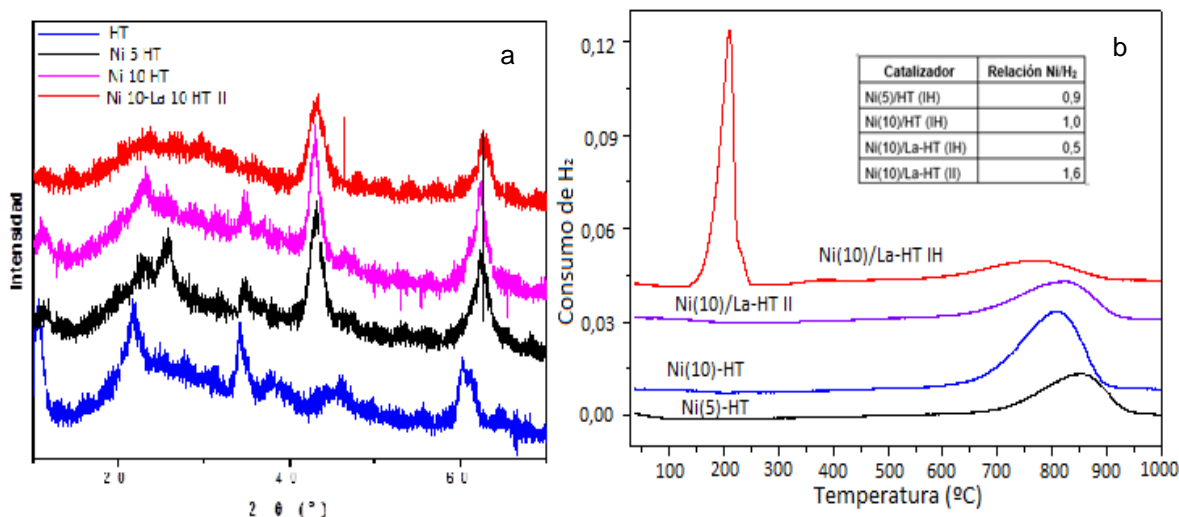 a
HT
Ni 5 HT
Ni 10 HT
Ni 10-La 10 HT II
Intensidad
20 40 60
2 θ (°)
b
Consumo de H₂
0,12
0,09
0,06
0,03
0,00
Catalizador Relación Ni/H₂
Ni(5)/HT (IH) 0,9
Ni(10)/HT (IH) 1,0
Ni(10)/La-HT (IH) 0,5
Ni(10)/La-HT (II) 1,6
Ni(10)/La-HT IH
Ni(10)/La-HT II
Ni(10)-HT
Ni(5)-HT
100 200 300 400 500 600 700 800 900 1000
Temperatura (ºC)